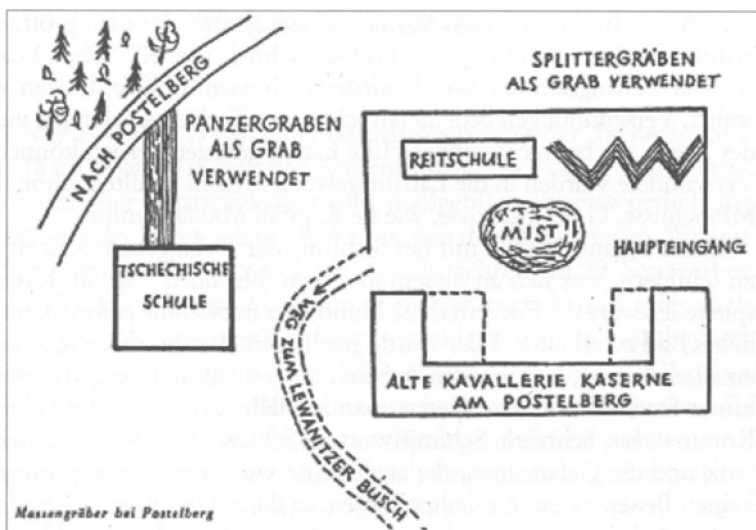 NACH POSTELBERG
PANZERGRABEN
ALS GRAB
VERWENDET
TSCHECHISCHE
SCHULE
SPLITTERGRÄBEN
ALS GRAB VERWENDET
REITSCHULE
MIST
HAUPTEINGANG
WEG ZUM LEWANITZER BUSCH
ALTE KAVALLERIE KASERNE
AM POSTELBERG
Massengräber bei Postelberg